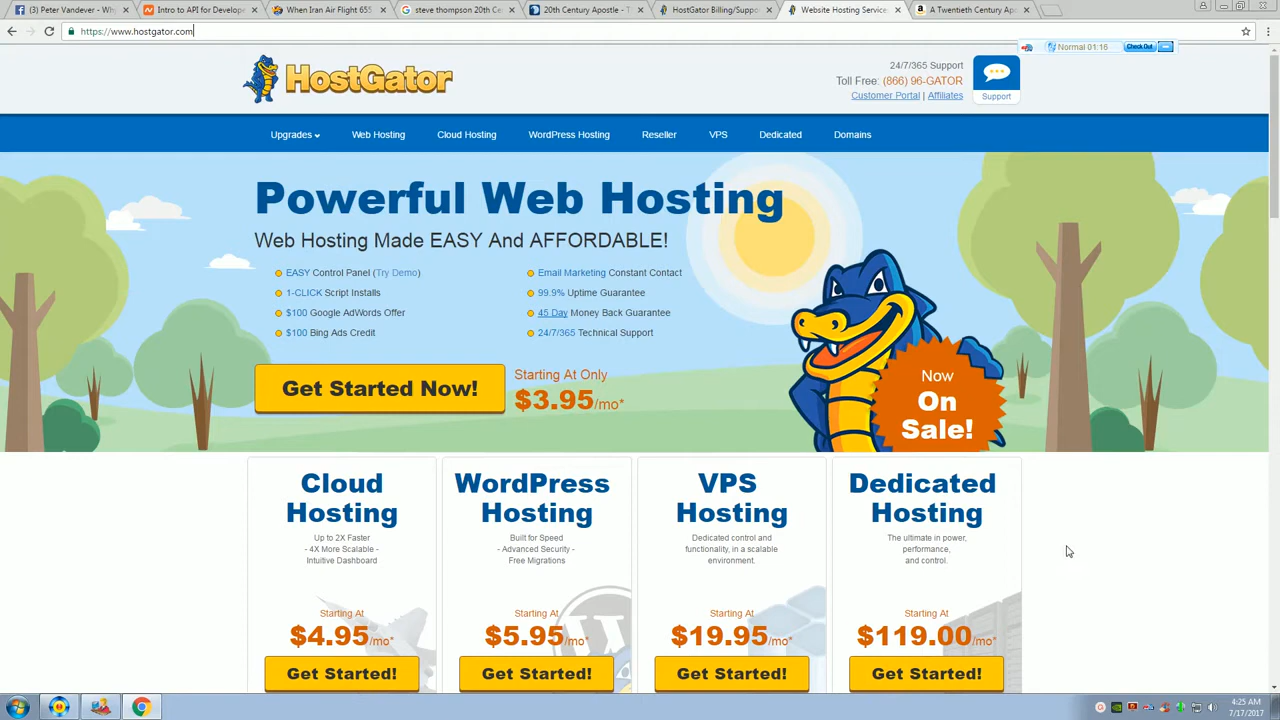 (3) Peter Vandever - Wh
Intro to API for Develop
When Iran Air Flight 655
steve thompson 20th Cen
20th Century Apostle - T
HostGator Billing/Suppo
Website Hosting Service
A Twentieth Century Ap
https://www.hostgator.com
Normal 01:16
Check Out
HostGator
24/7/365 Support
Toll Free: (866) 96-GATOR
Customer Portal | Affiliates
Support
Upgrades
Web Hosting
Cloud Hosting
WordPress Hosting
Reseller
VPS
Dedicated
Domains
Powerful Web Hosting
Web Hosting Made EASY And AFFORDABLE!
EASY Control Panel (Try Demo)
1-CLICK Script Installs
$100 Google AdWords Offer
$100 Bing Ads Credit
Email Marketing Constant Contact
99.9% Uptime Guarantee
45 Day Money Back Guarantee
24/7/365 Technical Support
Get Started Now!
Starting At Only
$3.95/mo*
Now
On
Sale!
Cloud
Hosting
Up to 2X Faster
- 4X More Scalable -
Intuitive Dashboard
Starting At
$4.95/mo*
Get Started!
WordPress
Hosting
Built for Speed
- Advanced Security -
Free Migrations
Starting At
$5.95/mo*
Get Started!
VPS
Hosting
Dedicated control and
functionality, in a scalable
environment.
Starting At
$19.95/mo*
Get Started!
Dedicated
Hosting
The ultimate in power,
performance,
and control.
Starting At
$119.00/mo*
Get Started!
4:25 AM
7/17/2017